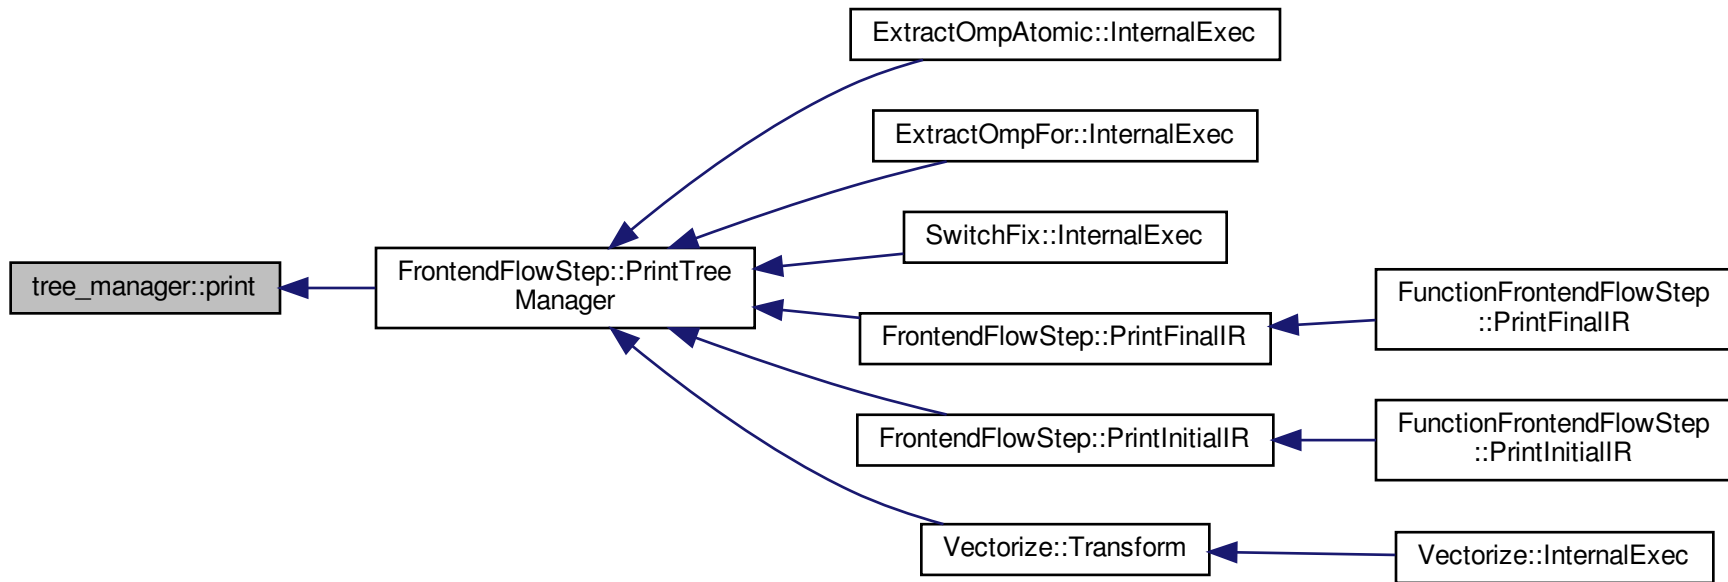 tree_manager::print
FrontendFlowStep::PrintTree
Manager
ExtractOmpAtomic::InternalExec
ExtractOmpFor::InternalExec
SwitchFix::InternalExec
FrontendFlowStep::PrintFinalIR
FrontendFlowStep::PrintInitialIR
Vectorize::Transform
FunctionFrontendFlowStep
::PrintFinalIR
FunctionFrontendFlowStep
::PrintInitialIR
Vectorize::InternalExec